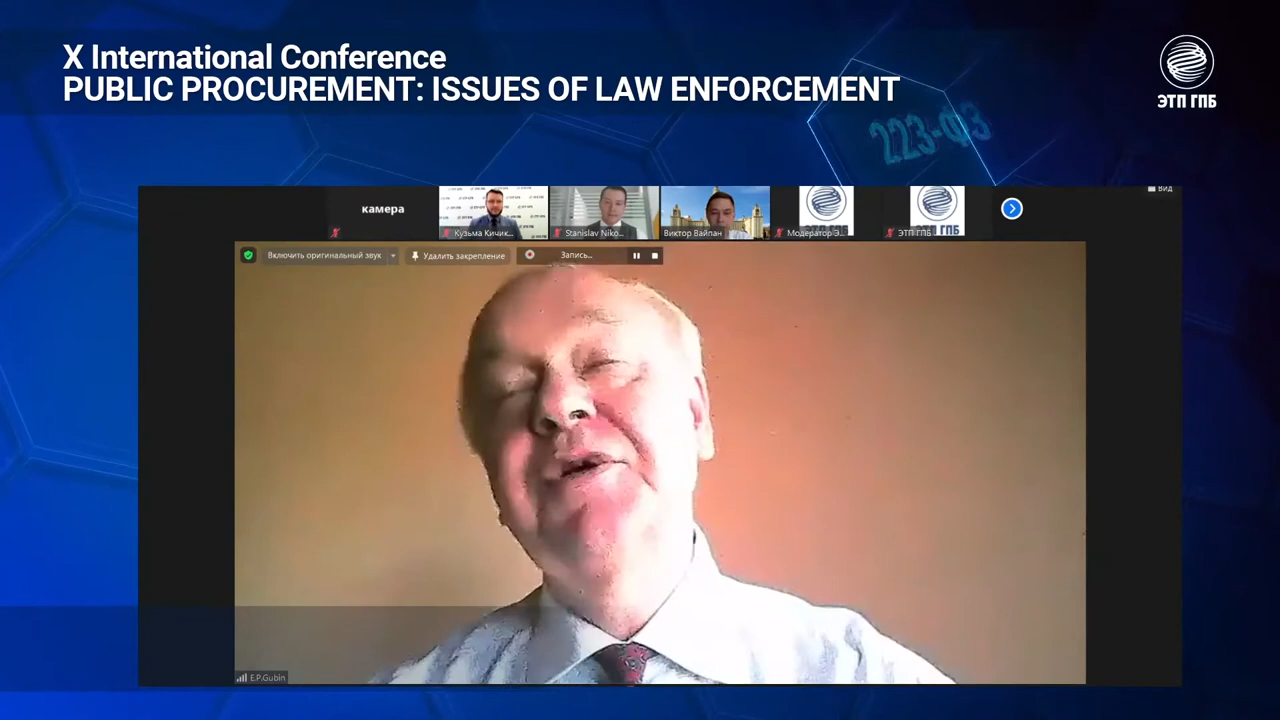 X International Conference
PUBLIC PROCUREMENT: ISSUES OF LAW ENFORCEMENT
ЭТП ГПБ
223-ФЗ
Вид
камера
Кузьма Кичик...
Stanislav Niko...
Виктор Вайпан
Модератор Э...
ЭТП ГПБ
Включить оригинальный звук
Удалить закрепление
Запись...
E.P.Gubin